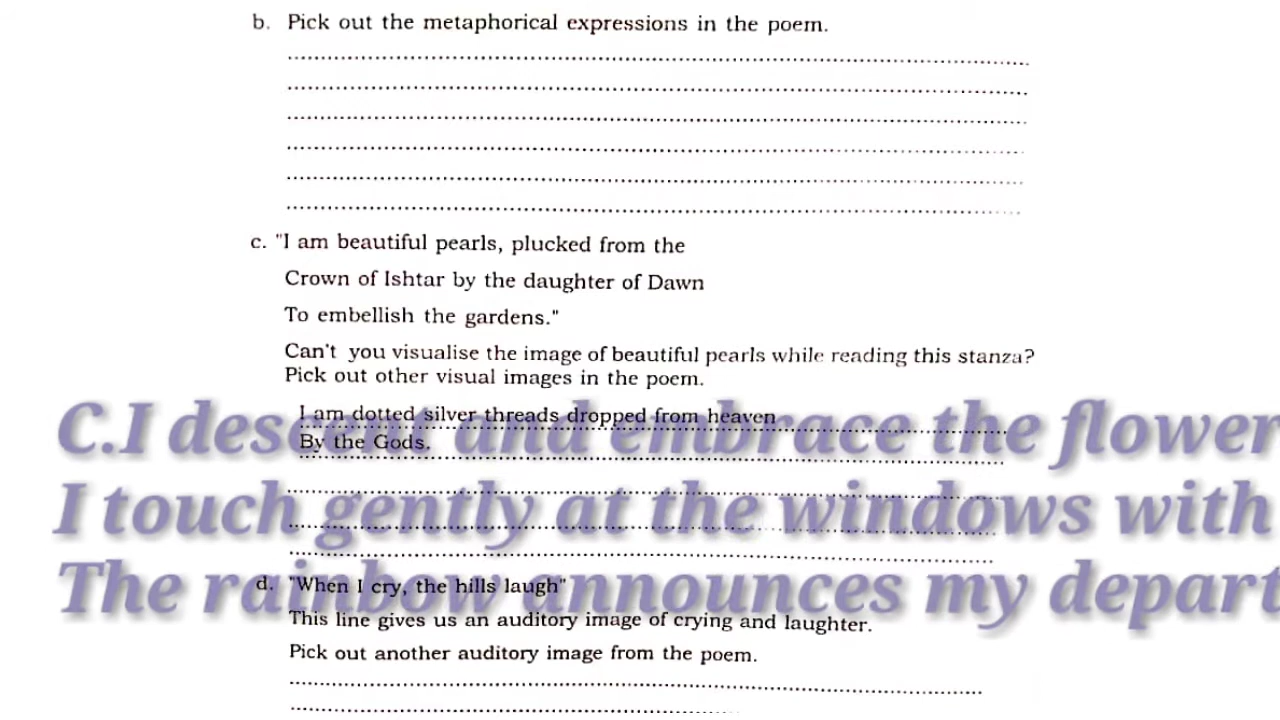 b. Pick out the metaphorical expressions in the poem.
c. "I am beautiful pearls, plucked from the
Crown of Ishtar by the daughter of Dawn
To embellish the gardens."
Can't you visualise the image of beautiful pearls while reading this stanza?
Pick out other visual images in the poem.
I am dotted silver threads dropped from heaven
By the Gods.
C.I and embrace the flower
I touch gently at the windows with
The rainbow announces my
d. "When I cry, the hills laugh"
This line gives us an auditory image of crying and laughter.
Pick out another auditory image from the poem.